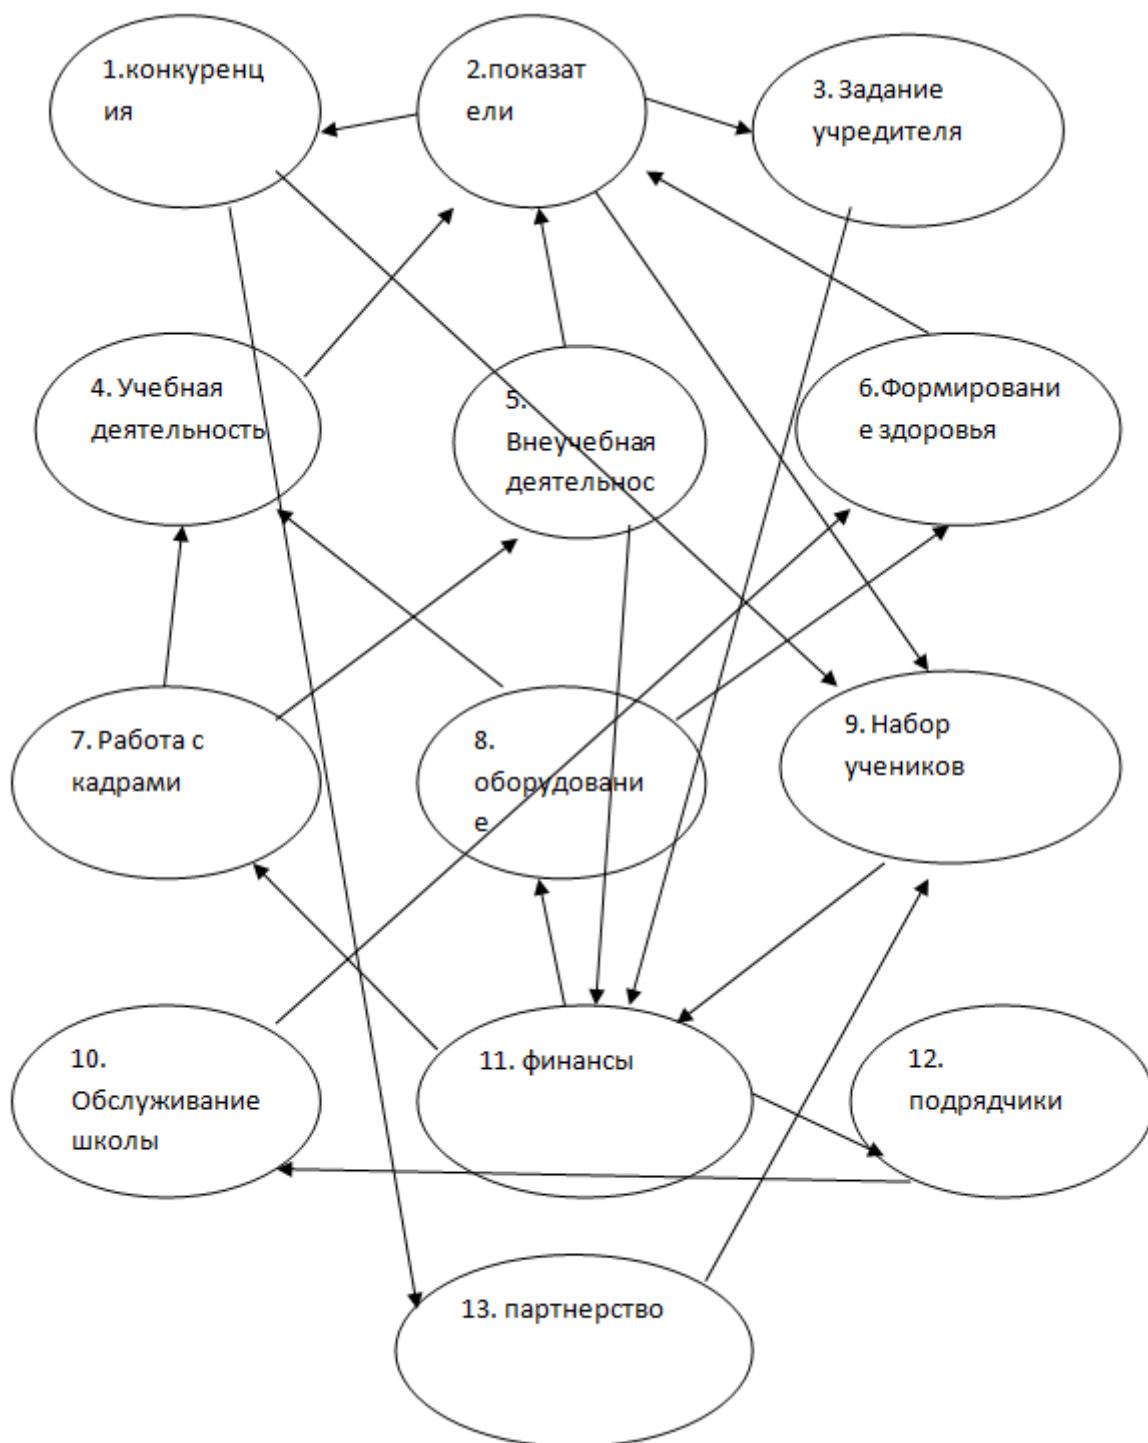 1.конкуренц
ия
2.показат
ели
3. Задание
учредителя
4. Учебная
деятельность
5.
Внеучебная
деятельнос
6.Формировани
е здоровья
7. Работа с
кадрами
8.
оборудовани
е
9. Набор
учеников
10.
Обслуживание
школы
11. финансы
12.
подрядчики
13. партнерство